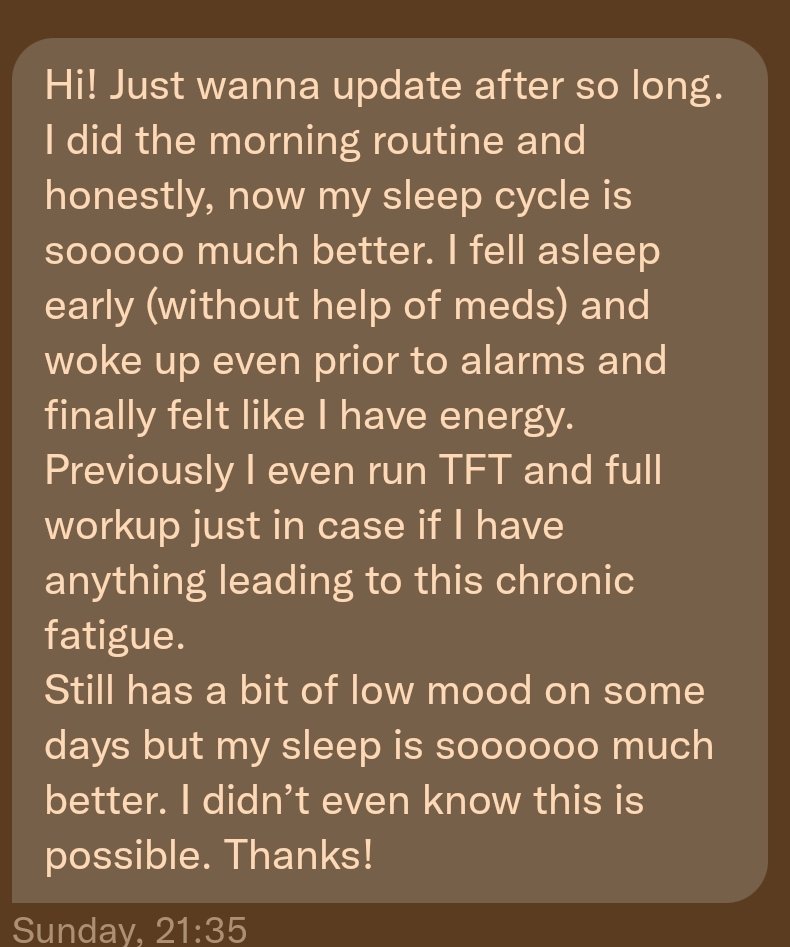 Hi! Just wanna update after so long.
I did the morning routine and
honestly, now my sleep cycle is
sooooo much better. I fell asleep
early (without help of meds) and
woke up even prior to alarms and
finally felt like I have energy.
Previously I even run TFT and full
workup just in case if I have
anything leading to this chronic
fatigue.
Still has a bit of low mood on some
days but my sleep is soooooo much
better. I didn’t even know this is
possible. Thanks!
Sunday, 21:35